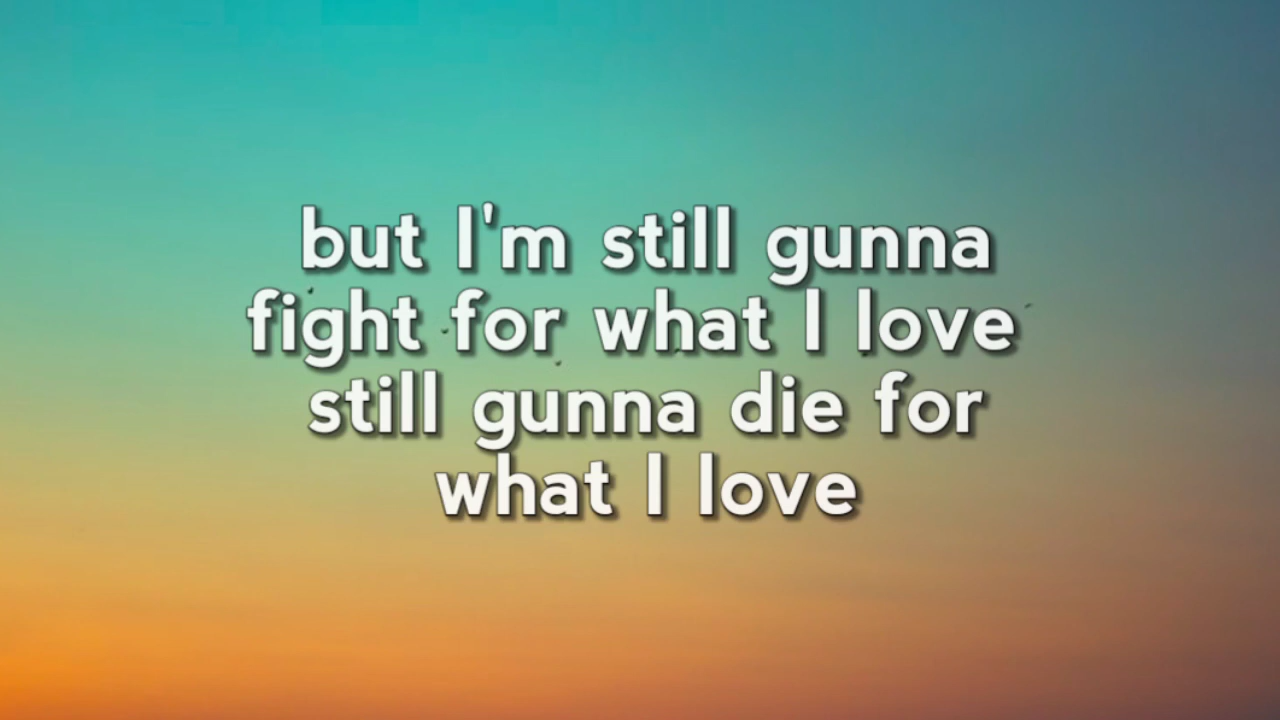 but I'm still gunna
fight for what I love
still gunna die for
what I love